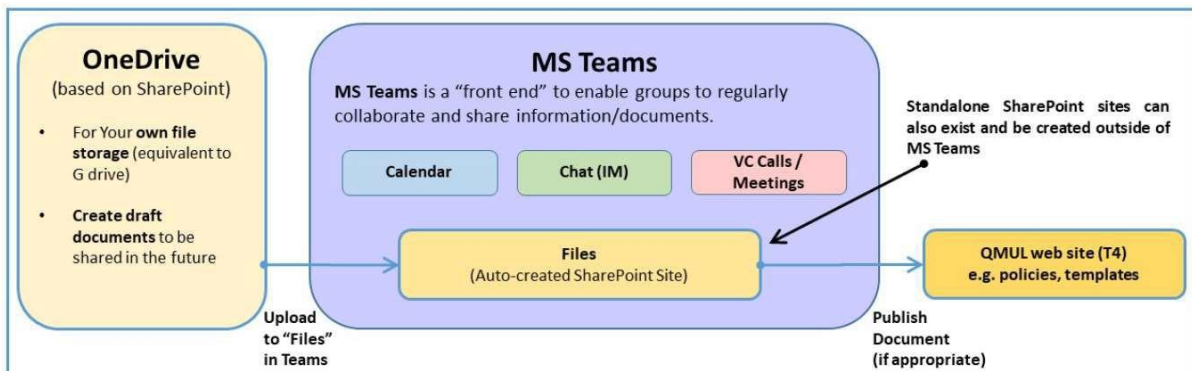 OneDrive
(based on SharePoint)
• For Your own file
storage (equivalent to
G drive)
• Create draft
documents to be
shared in the future
MS Teams
MS Teams is a “front end” to enable groups to regularly
collaborate and share information/documents.
Calendar
Chat (IM)
VC Calls /
Meetings
Files
(Auto-created SharePoint Site)
Standalone SharePoint sites can
also exist and be created outside of
MS Teams
QMUL web site (T4)
e.g. policies, templates
Upload
to “Files”
in Teams
Publish
Document
(if appropriate)